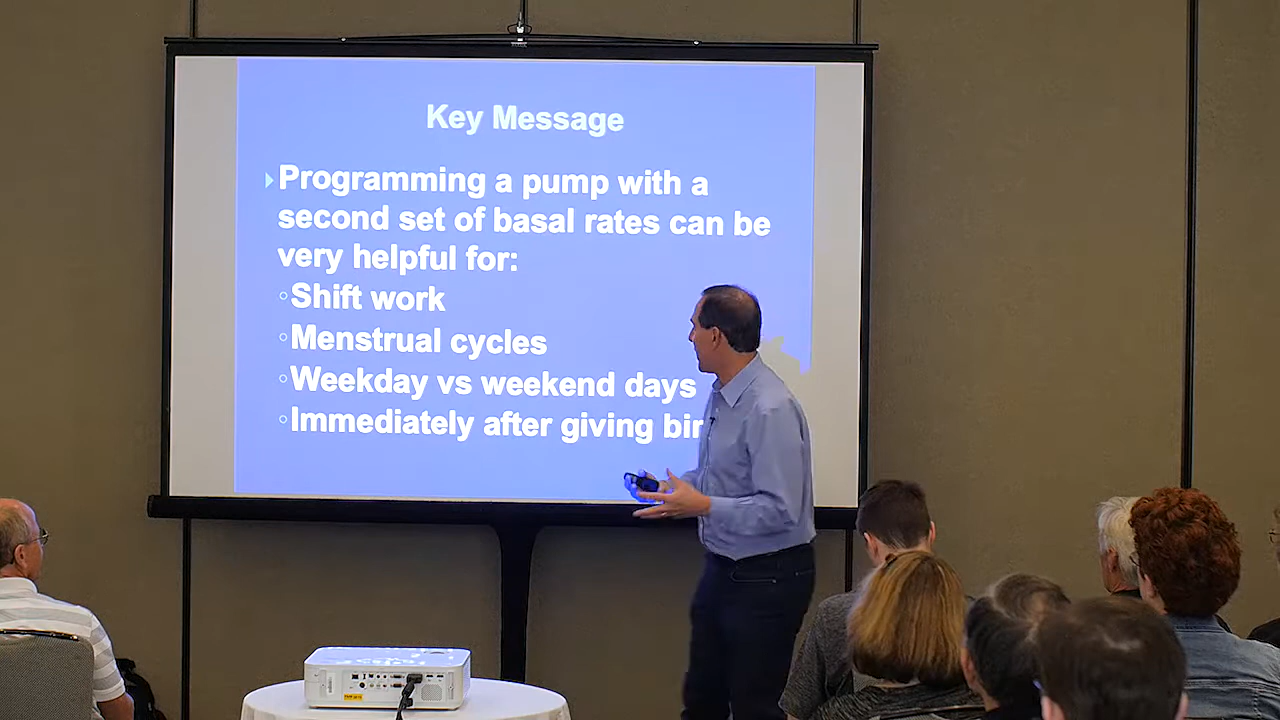 Key Message
Programming a pump with a
second set of basal rates can be
very helpful for:
Shift work
Menstrual cycles
Weekday vs weekend days
Immediately after giving bir